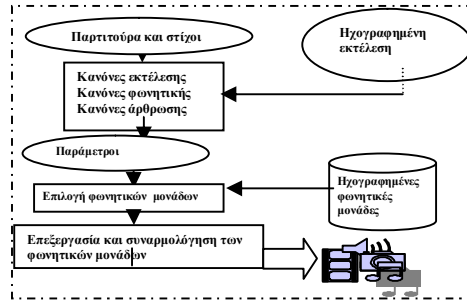 Παρτιτούρα και στίχοι
Ηχογραφημένη
εκτέλεση
Κανόνες εκτέλεσης
Κανόνες φωνητικής
Κανόνες άρθρωσης
Παράμετροι
Επιλογή φωνητικών μονάδων
Ηχογραφημένες
φωνητικές
μονάδες
Επεξεργασία και συναρμολόγηση των
φωνητικών μονάδων